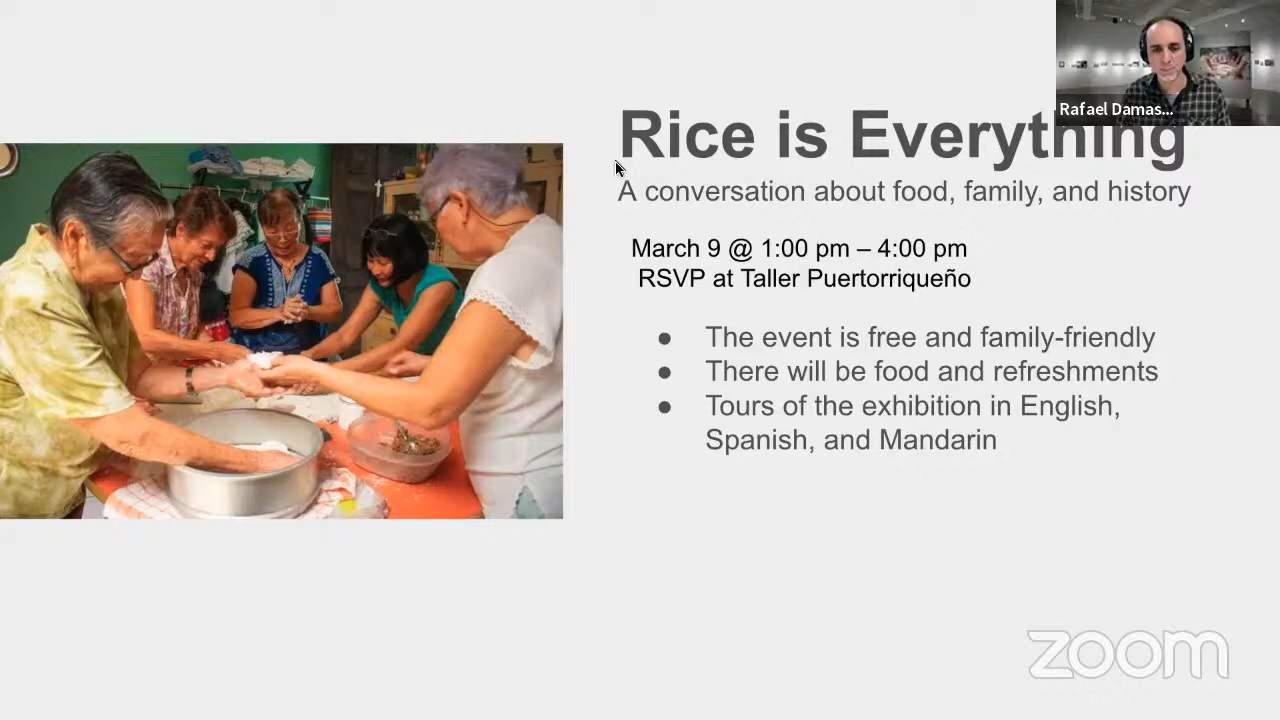 Rafael Damas...
Rice is Everything
A conversation about food, family, and history
March 9 @ 1:00 pm – 4:00 pm
RSVP at Taller Puertorriqueño
● The event is free and family-friendly
● There will be food and refreshments
● Tours of the exhibition in English,
Spanish, and Mandarin
zoom